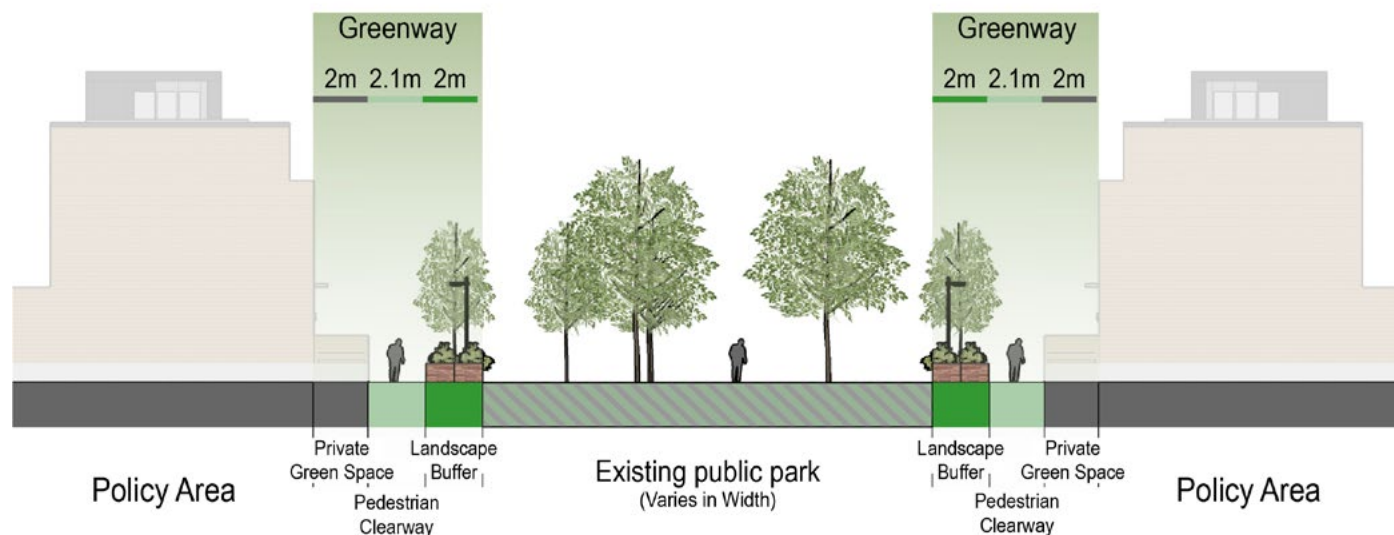 Greenway
Greenway
2m 2.1m 2m
2m 2.1m 2m
Private
Green Space
Landscape
Buffer
Pedestrian
Clearway
Policy Area
Existing public park
(Varies in Width)
Landscape
Buffer
Private
Green Space
Pedestrian
Clearway
Policy Area